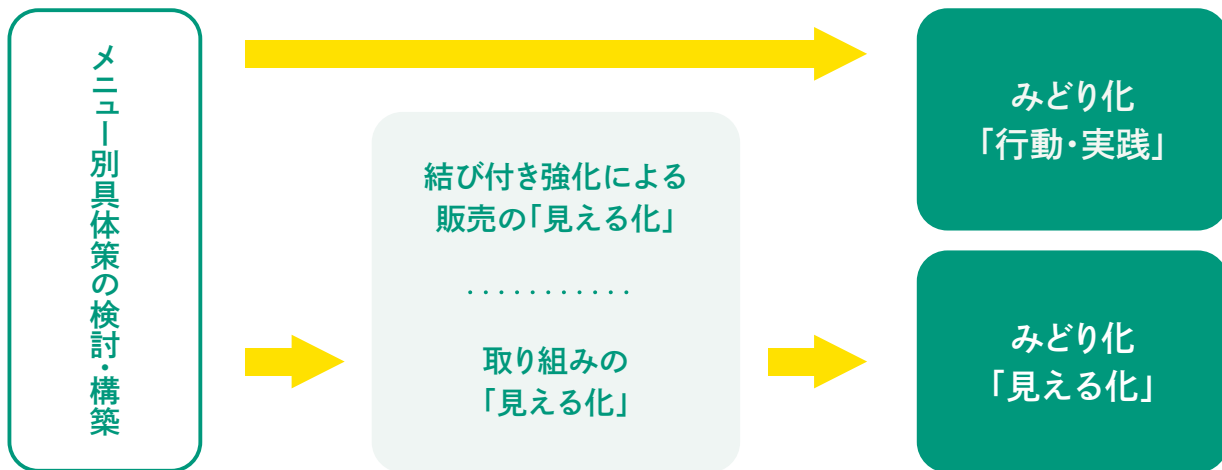 メニュー別具体策の検討・構築
結び付き強化による
販売の「見える化」
...........
取り組みの
「見える化」
みどり化
「行動・実践」
みどり化
「見える化」